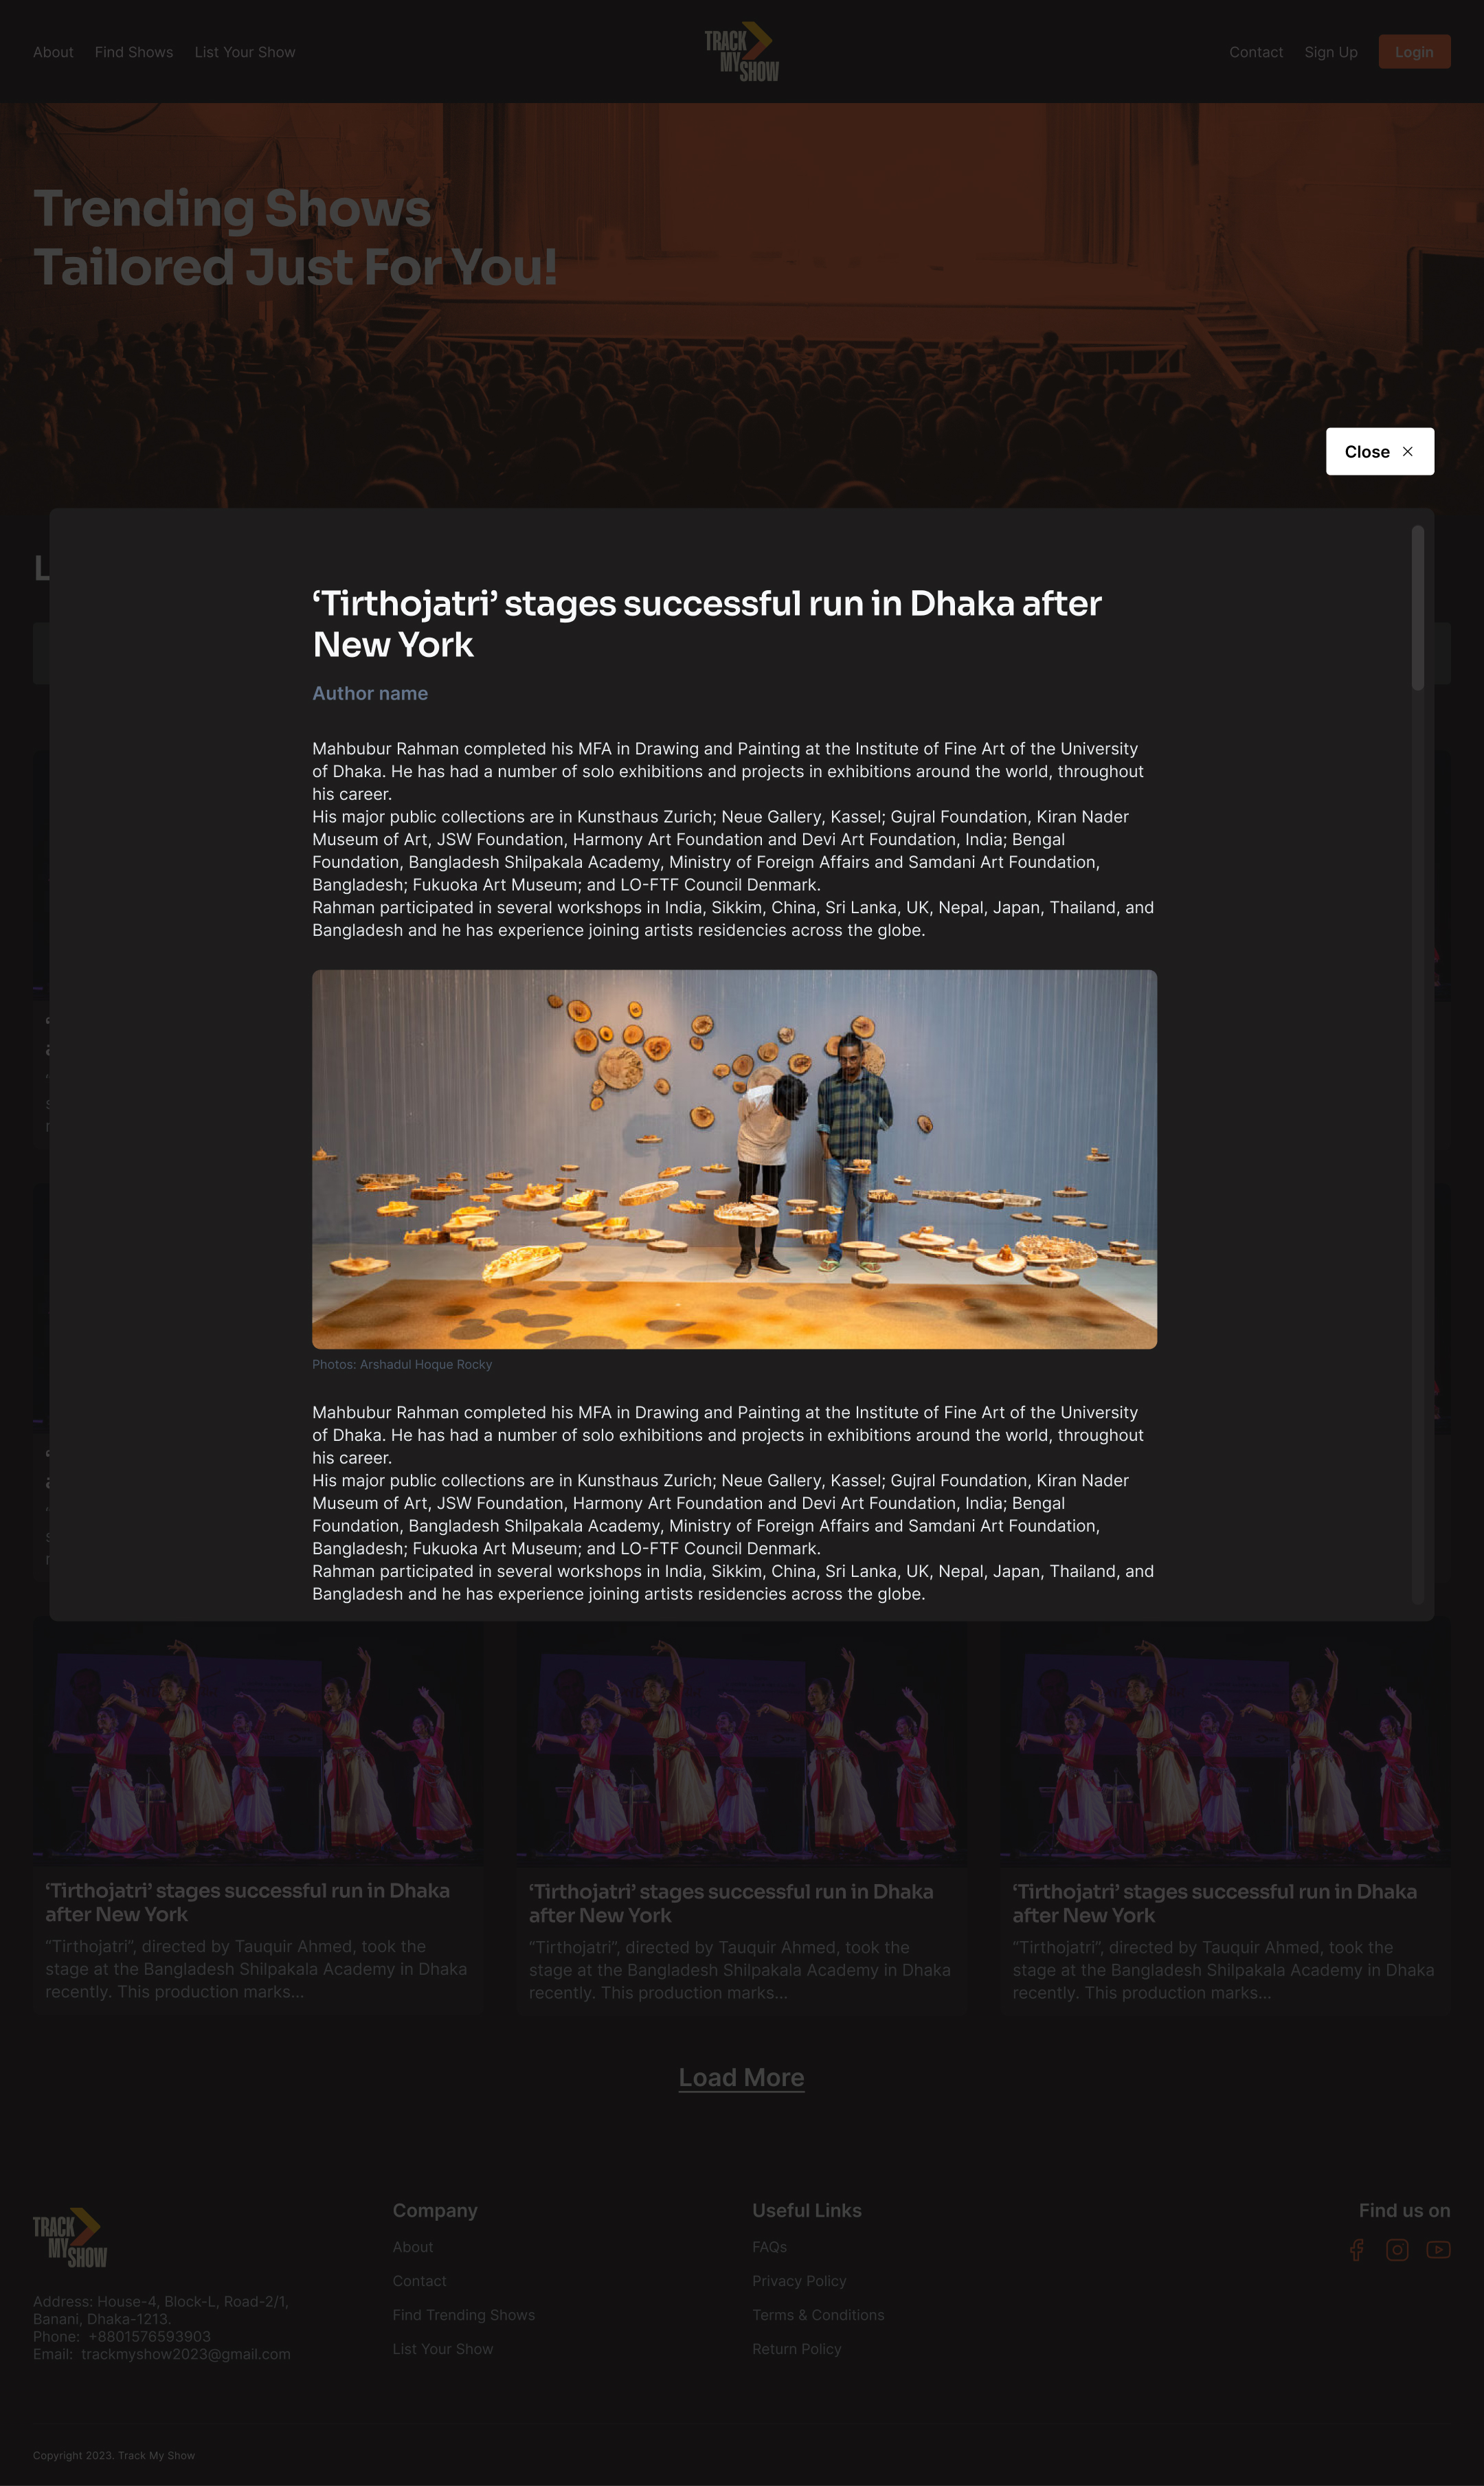 About Find Shows List Your Show
TRACK
MY
SHOW
Contact Sign Up Login
Trending Shows
Tailored Just For You!
Close
‘Tirthojatri’ stages successful run in Dhaka after
New York
Author name
Mahbubur Rahman completed his MFA in Drawing and Painting at the Institute of Fine Art of the University
of Dhaka. He has had a number of solo exhibitions and projects in exhibitions around the world, throughout
his career.
His major public collections are in Kunsthaus Zurich; Neue Gallery, Kassel; Gujral Foundation, Kiran Nader
Museum of Art, JSW Foundation, Harmony Art Foundation and Devi Art Foundation, India; Bengal
Foundation, Bangladesh Shilpakala Academy, Ministry of Foreign Affairs and Samdani Art Foundation,
Bangladesh; Fukuoka Art Museum; and LO-FTF Council Denmark.
Rahman participated in several workshops in India, Sikkim, China, Sri Lanka, UK, Nepal, Japan, Thailand, and
Bangladesh and he has experience joining artists residencies across the globe.
Photos: Arshadul Hoque Rocky
Mahbubur Rahman completed his MFA in Drawing and Painting at the Institute of Fine Art of the University
of Dhaka. He has had a number of solo exhibitions and projects in exhibitions around the world, throughout
his career.
His major public collections are in Kunsthaus Zurich; Neue Gallery, Kassel; Gujral Foundation, Kiran Nader
Museum of Art, JSW Foundation, Harmony Art Foundation and Devi Art Foundation, India; Bengal
Foundation, Bangladesh Shilpakala Academy, Ministry of Foreign Affairs and Samdani Art Foundation,
Bangladesh; Fukuoka Art Museum; and LO-FTF Council Denmark.
Rahman participated in several workshops in India, Sikkim, China, Sri Lanka, UK, Nepal, Japan, Thailand, and
Bangladesh and he has experience joining artists residencies across the globe.
‘Tirthojatri’ stages successful run in Dhaka
after New York
“Tirthojatri”, directed by Tauquir Ahmed, took the
stage at the Bangladesh Shilpakala Academy in Dhaka
recently. This production marks...
‘Tirthojatri’ stages successful run in Dhaka
after New York
“Tirthojatri”, directed by Tauquir Ahmed, took the
stage at the Bangladesh Shilpakala Academy in Dhaka
recently. This production marks...
‘Tirthojatri’ stages successful run in Dhaka
after New York
“Tirthojatri”, directed by Tauquir Ahmed, took the
stage at the Bangladesh Shilpakala Academy in Dhaka
recently. This production marks...
Load More
TRACK
MY
SHOW
Address: House-4, Block-L, Road-2/1,
Banani, Dhaka-1213.
Phone: +8801576593903
Email: trackmyshow2023@gmail.com
Company
About
Contact
Find Trending Shows
List Your Show
Useful Links
FAQs
Privacy Policy
Terms & Conditions
Return Policy
Find us on
Copyright 2023. Track My Show